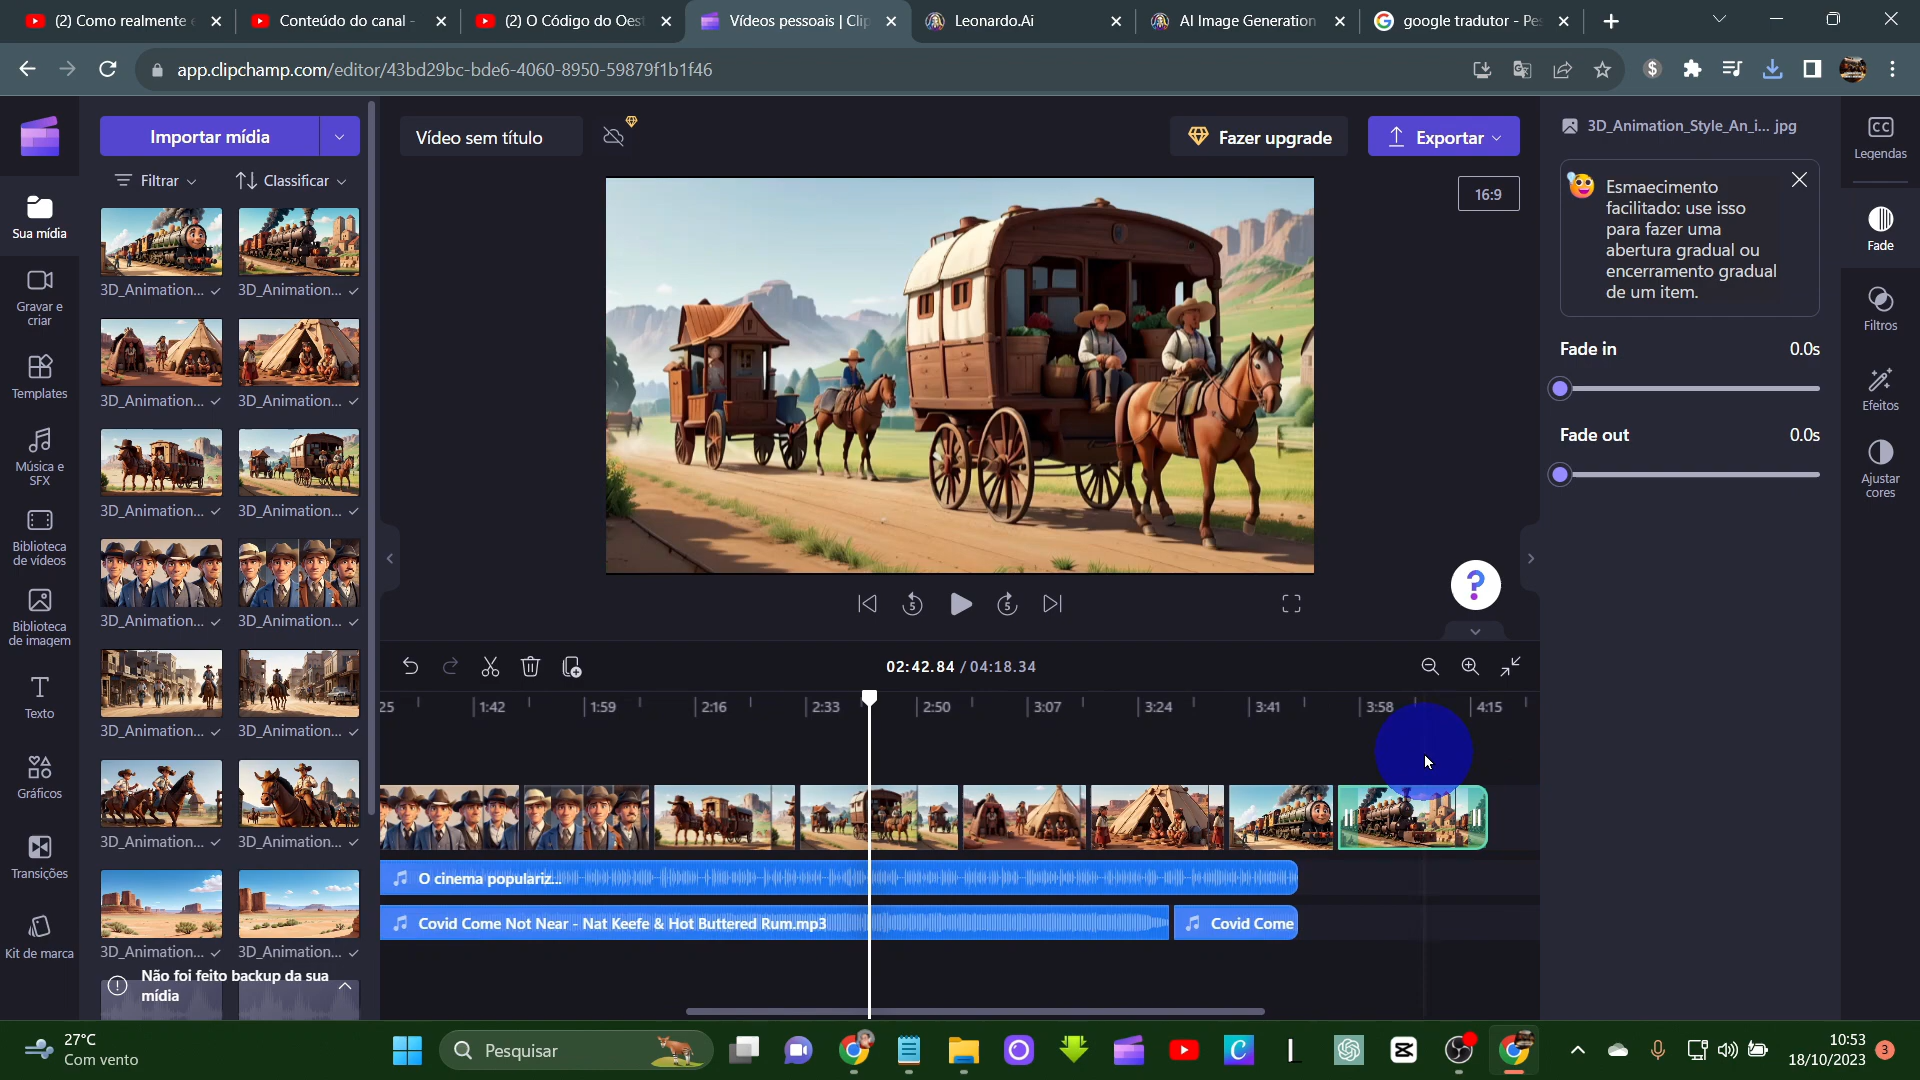 (2) Como realmente
Conteúdo do canal -
(2) O Código do Oest
Vídeos pessoais | Clip
Leonardo.Ai
AI Image Generation
google tradutor - Pes
app.clipchamp.com/editor/43bd29bc-bde6-4060-8950-59879f1b1f46
Importar mídia
Vídeo sem título
Fazer upgrade
Exportar
3D_Animation_Style_An_i... jpg
Legendas
Filtrar
Classificar
16:9
Esmaecimento
facilitado: use isso
para fazer uma
abertura gradual ou
encerramento gradual
de um item.
Sua mídia
Gravar e
criar
Templates
Música e
SFX
Biblioteca
de vídeos
Biblioteca
de imagem
Texto
Gráficos
Transições
Kit de marca
3D_Animation... 3D_Animation...
3D_Animation... 3D_Animation...
3D_Animation... 3D_Animation...
3D_Animation... 3D_Animation...
3D_Animation... 3D_Animation...
3D_Animation... 3D_Animation...
3D_Animation... 3D_Animation...
Não foi feito backup da sua
mídia
Fade
Filtros
Efeitos
Ajustar
cores
Fade in 0.0s
Fade out 0.0s
5
5
?
02:42.84 / 04:18.34
25 1:42 1:59 2:16 2:33 2:50 3:07 3:24 3:41 3:58 4:15
O cinema populariz...
Covid Come Not Near - Nat Keefe & Hot Buttered Rum.mp3
Covid Come
27°C
Com vento
Pesquisar
10:53
18/10/2023
3